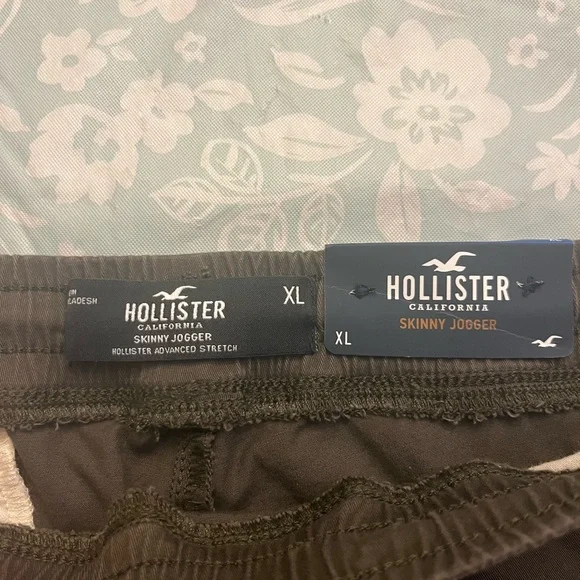 HOLLISTER
CALIFORNIA
SKINNY JOGGER
HOLLISTER ADVANCED STRETCH
XL
HOLLISTER
CALIFORNIA
SKINNY JOGGER
XL